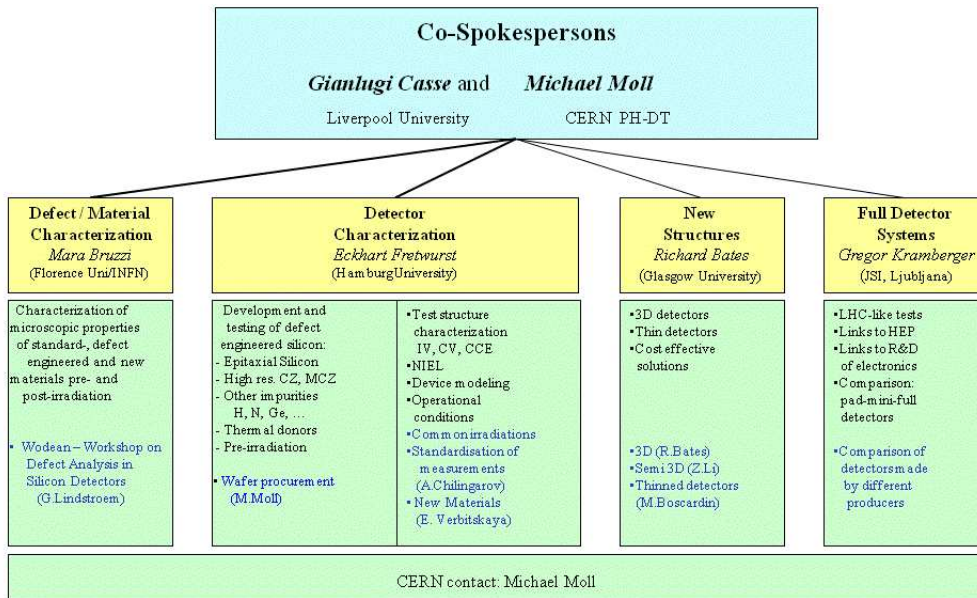 Co-Spokespersons
Gianlugi Casse and Michael Moll
Liverpool University CERN PH-DT
Defect / Material
Characterization
Mara Bruzzi
(Florence Uni/INFN)
Characterization of
microscopic properties
of standard-, defect
engineered and new
materials pre- and
post-irradiation
▪ Wodean – Workshop on
Defect Analysis in
Silicon Detectors
(G.Lindstroem)
Detector
Characterization
Eckhart Fretwurst
(HamburgUniversity)
Development and
testing of defect
engineered silicon:
- Epitaxial Silicon
- High res. CZ, MCZ
- Other impurities
H, N, Ge, …
- Thermal donors
- Pre-irradiation
▪Wafer procurement
(M.Moll)
▪Test structure
characterization
IV, CV, CCE
▪NIEL
▪Device modeling
▪Operational
conditions
▪Common irradiations
▪Standardisation of
measurements
(A.Chilingarov)
▪New Materials
(E. Verbitskaya)
New
Structures
Richard Bates
(Glasgow University)
▪3D detectors
▪Thin detectors
▪Cost effective
solutions
▪3D (R.Bates)
▪Semi 3D (Z.Li)
▪Thinned detectors
(M.Boscardin)
Full Detector
Systems
Gregor Kramberger
(JSI, Ljubljana)
▪LHC-like tests
▪Links to HEP
▪Links to R&D
of electronics
▪Comparison:
pad-mini-full
detectors
▪Comparison of
detectors made
by different
producers
CERN contact: Michael Moll